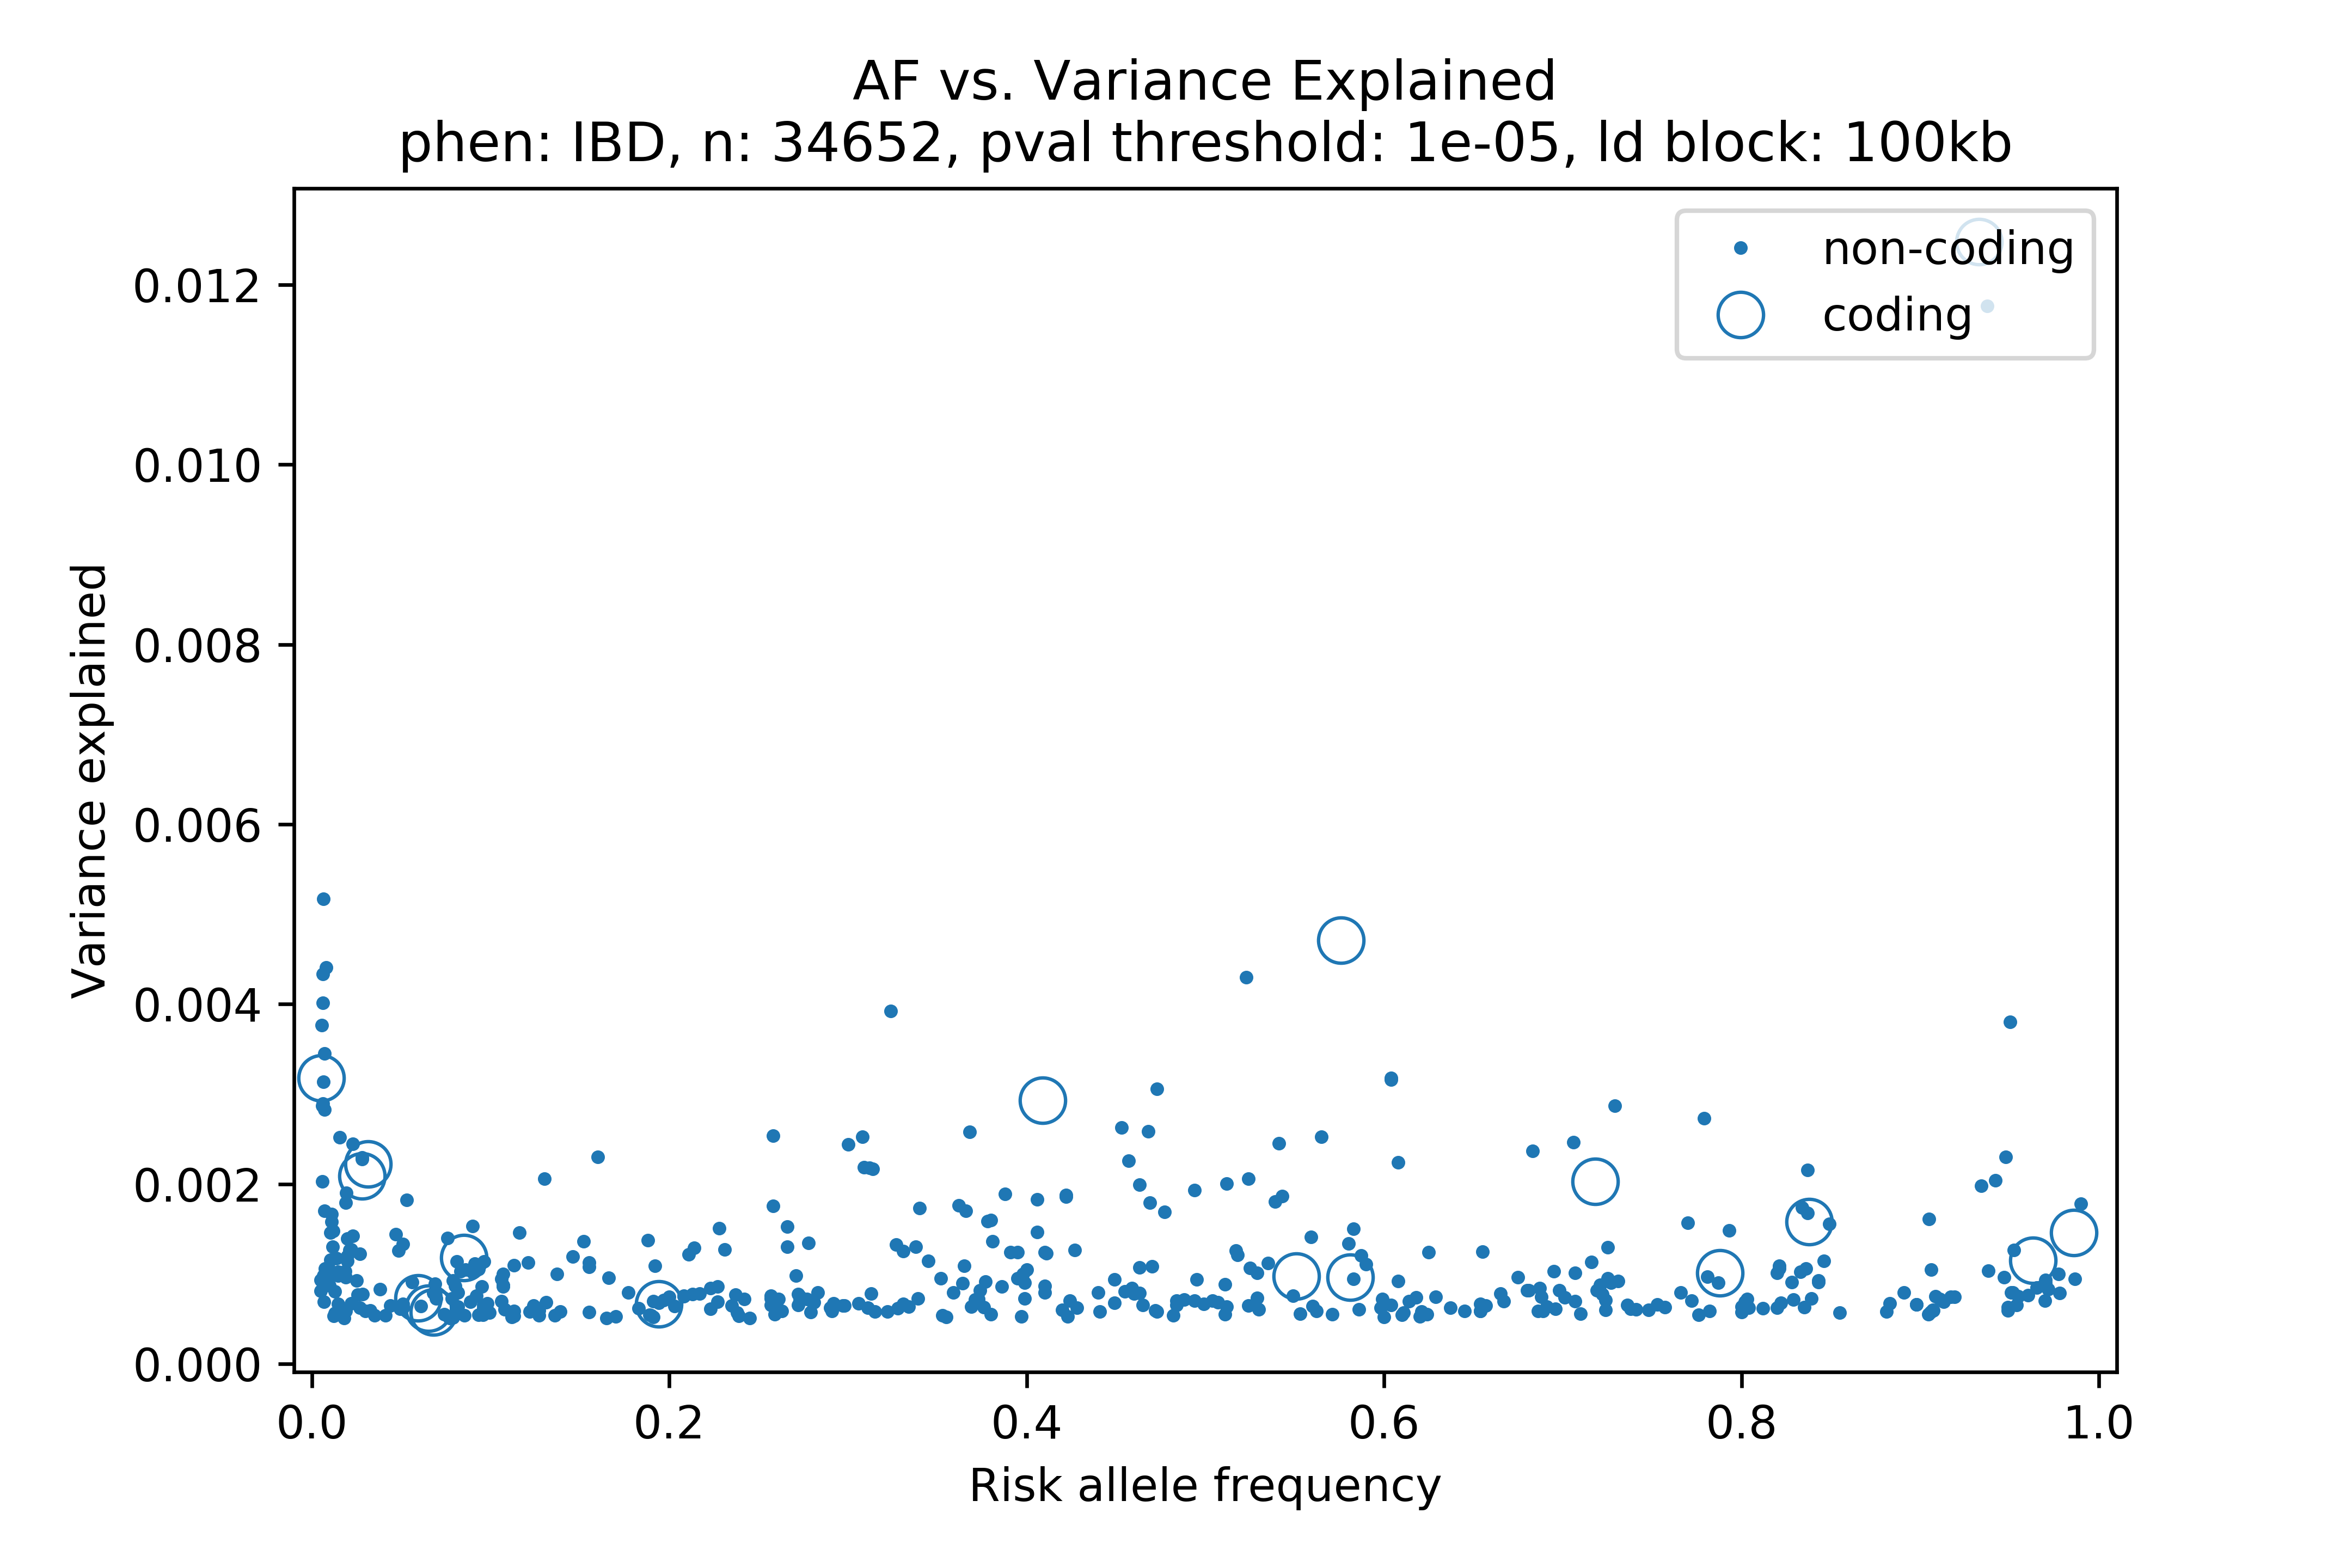 AF vs. Variance Explained
phen: IBD, n: 34652, pval threshold: 1e-05, ld block: 100kb
non-coding
coding
0.012
0.010
0.008
0.006
0.004
0.002
0.000
Variance explained
0.0 0.2 0.4 0.6 0.8 1.0
Risk allele frequency